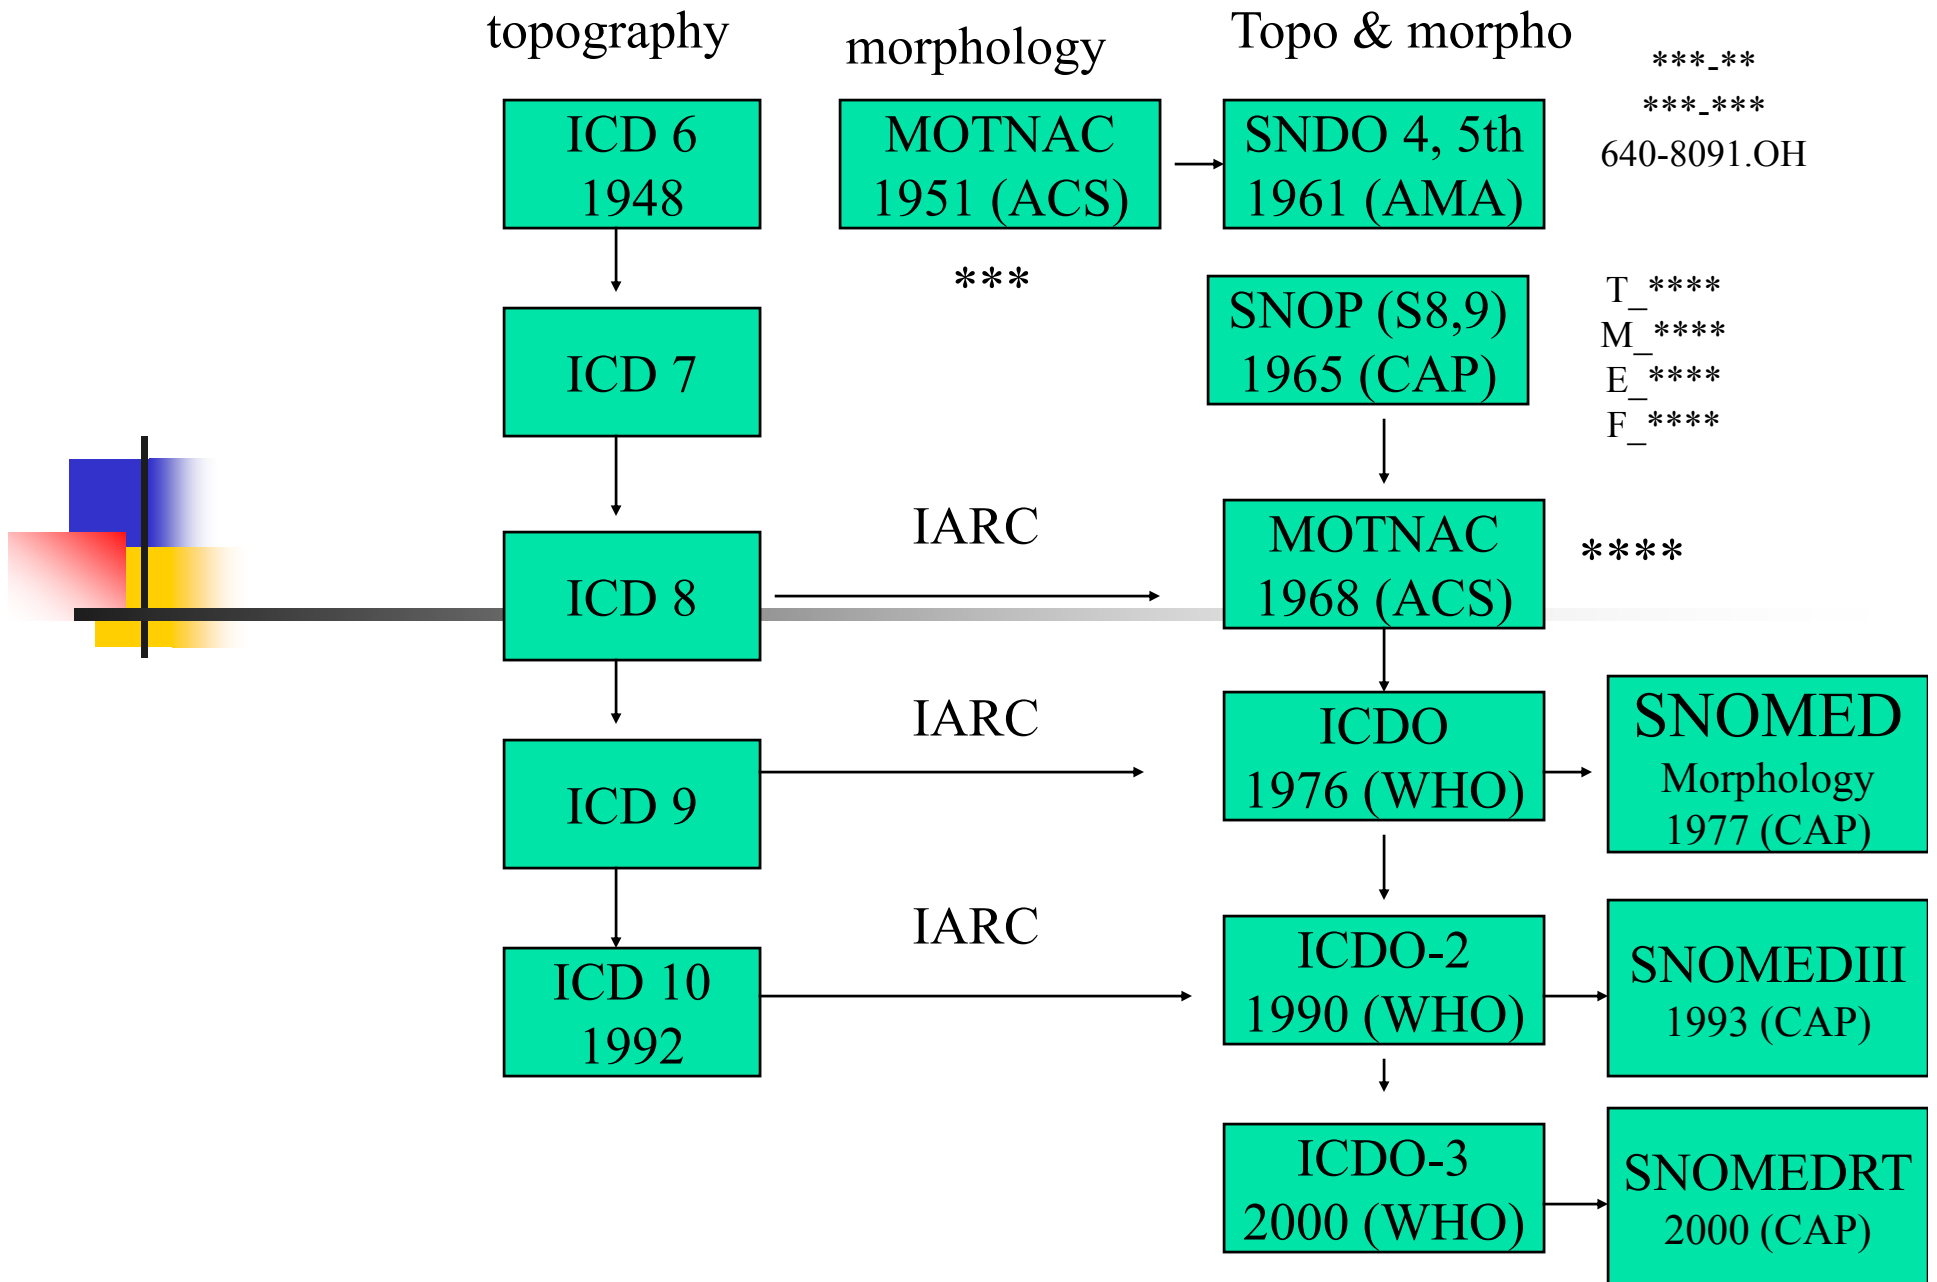 topography
morphology
Topo & morpho
***-**
***-***
640-8091.OH
ICD 6
1948
MOTNAC
1951 (ACS)
SNDO 4, 5th
1961 (AMA)
***
ICD 7
SNOP (S8,9)
1965 (CAP)
T_****
M_****
E_****
F_****
ICD 8
IARC
MOTNAC
1968 (ACS)
****
ICD 9
IARC
ICDO
1976 (WHO)
SNOMED
Morphology
1977 (CAP)
ICD 10
1992
IARC
ICDO-2
1990 (WHO)
SNOMEDIII
1993 (CAP)
ICDO-3
2000 (WHO)
SNOMEDRT
2000 (CAP)